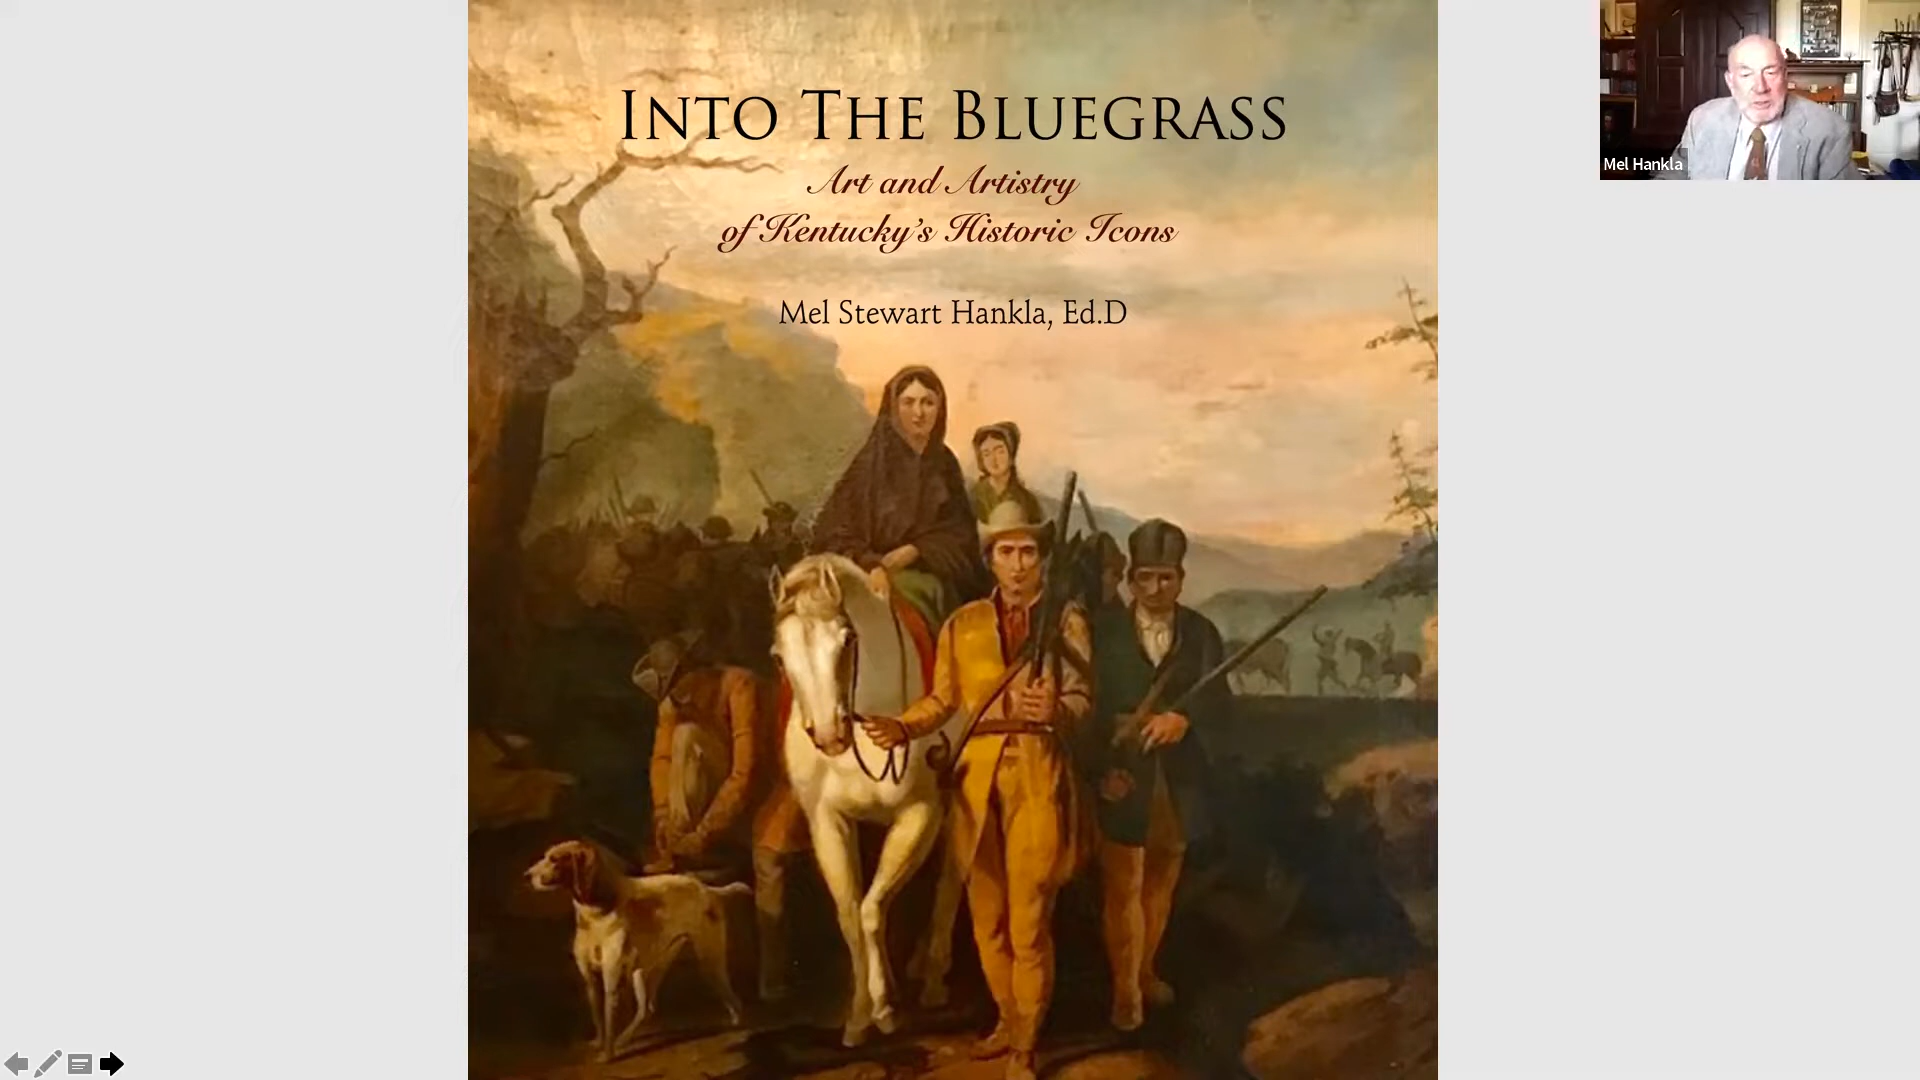 INTO THE BLUEGRASS
Art and Artistry
of Kentucky's Historic Icons
Mel Stewart Hankla, Ed.D
Mel Hankla